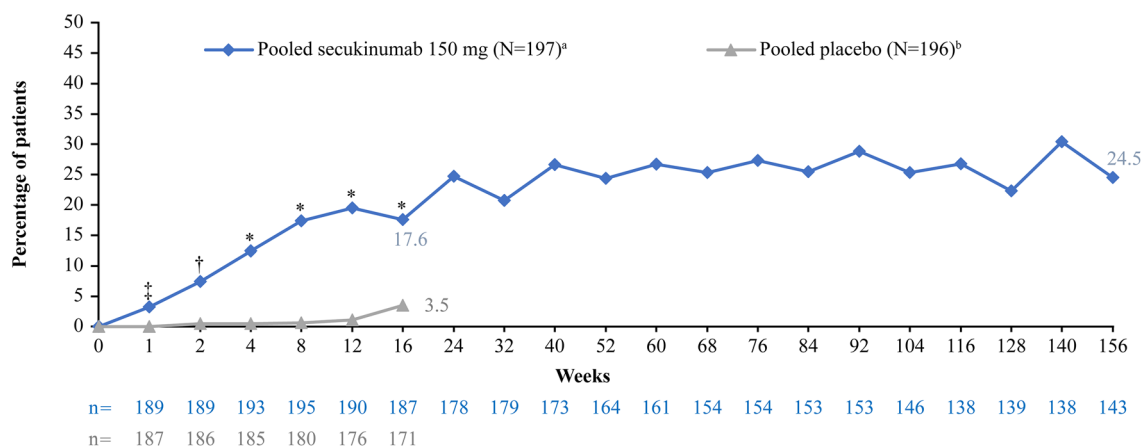 Percentage of patients
50
45
40
35
30
25
20
15
10
5
0
Pooled secukinumab 150 mg (N=197)ᵃ
Pooled placebo (N=196)ᵇ
‡ † * * * *
17.6
3.5
24.5
0 1 2 4 8 12 16 24 32 40 52 60 68 76 84 92 104 116 128 140 156
Weeks
n= 189 189 193 195 190 187 178 179 173 164 161 154 154 153 153 146 138 139 138 143
n= 187 186 185 180 176 171